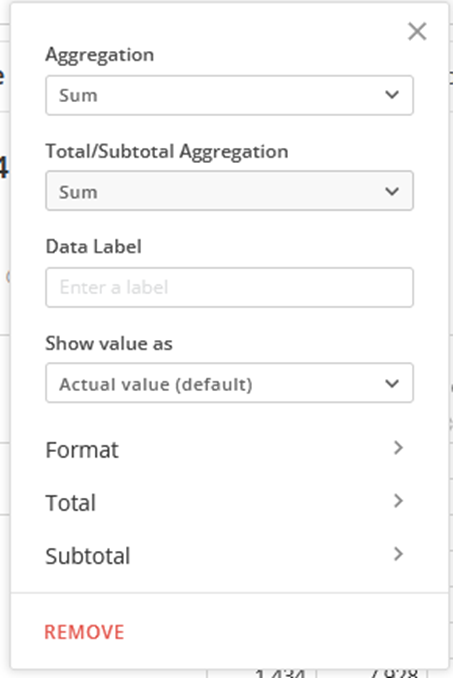 Aggregation
Sum
Total/Subtotal Aggregation
Sum
Data Label
Enter a label
Show value as
Actual value (default)
Format
Total
Subtotal
REMOVE